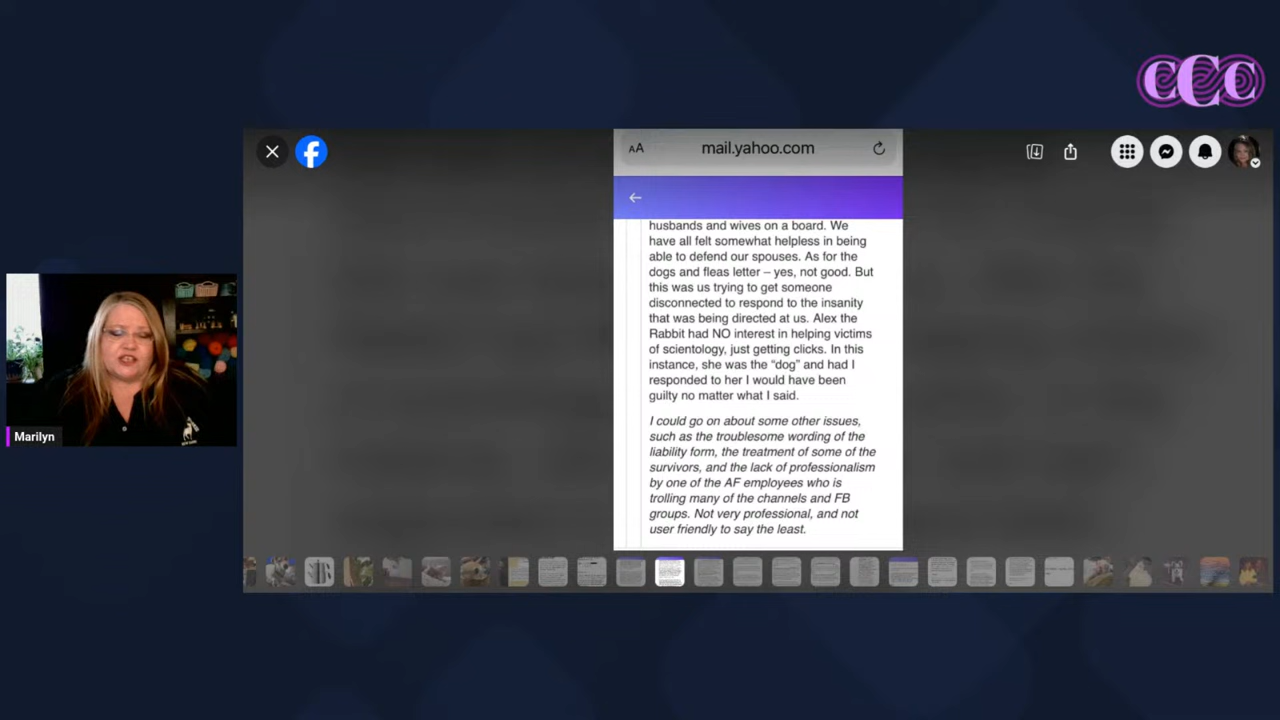 CCC
AA
mail.yahoo.com
husbands and wives on a board. We
have all felt somewhat helpless in being
able to defend our spouses. As for the
dogs and fleas letter – yes, not good. But
this was us trying to get someone
disconnected to respond to the insanity
that was being directed at us. Alex the
Rabbit had NO interest in helping victims
of scientology, just getting clicks. In this
instance, she was the “dog” and had I
responded to her I would have been
guilty no matter what I said.
I could go on about some other issues,
such as the troublesome wording of the
liability form, the treatment of some of the
survivors, and the lack of professionalism
by one of the AF employees who is
trolling many of the channels and FB
groups. Not very professional, and not
user friendly to say the least.
Marilyn